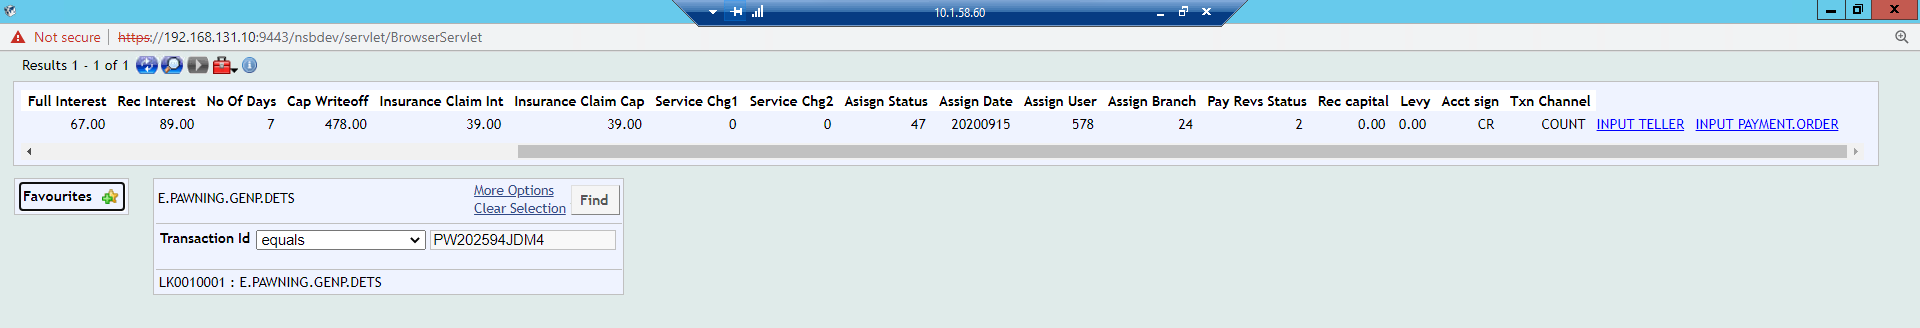 10.1.58.60
Not secure https://192.168.131.10:9443/nsbdev/servlet/BrowserServlet
Results 1 - 1 of 1
Full Interest Rec Interest No Of Days Cap Writeoff Insurance Claim Int Insurance Claim Cap Service Chg1 Service Chg2 Asisgn Status Assign Date Assign User Assign Branch Pay Revs Status Rec capital Levy Acct sign Txn Channel
67.00 89.00 7 478.00 39.00 39.00 0 0 47 20200915 578 24 2 0.00 0.00 CR COUNT INPUT TELLER INPUT PAYMENT.ORDER
Favourites
E.PAWNING.GENP.DETS
More Options
Clear Selection
Find
Transaction Id equals PW202594JDM4
LK0010001 : E.PAWNING.GENP.DETS